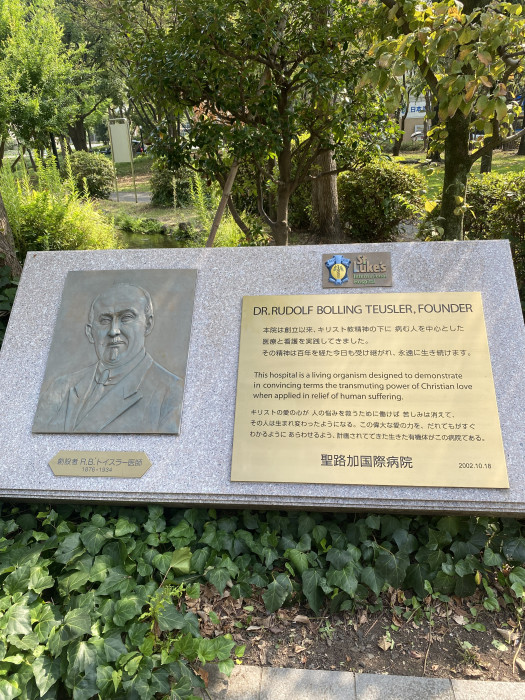 St
Luke's
DR. RUDOLF BOLLING TEUSLER, FOUNDER
本院は創立以来、キリスト教精神の下に 病む人を中心とした
医療と看護を実践してきました。
その精神は百年を経た今日も受け継がれ、永遠に生き続けます。
This hospital is a living organism designed to demonstrate
in convincing terms the transmuting power of Christian love
when applied in relief of human suffering.
キリストの愛の心が 人の悩みを救うために働けば 苦しみは消えて、
その人は生まれ変わったようになる。この偉大な愛の力を、だれてもがすぐ
わかるように あらわせるよう、計画されてできた生きた有機体がこの病院である。
聖路加国際病院
2002.10.18
創設者 R.B.トイスラー医師
1876-1934